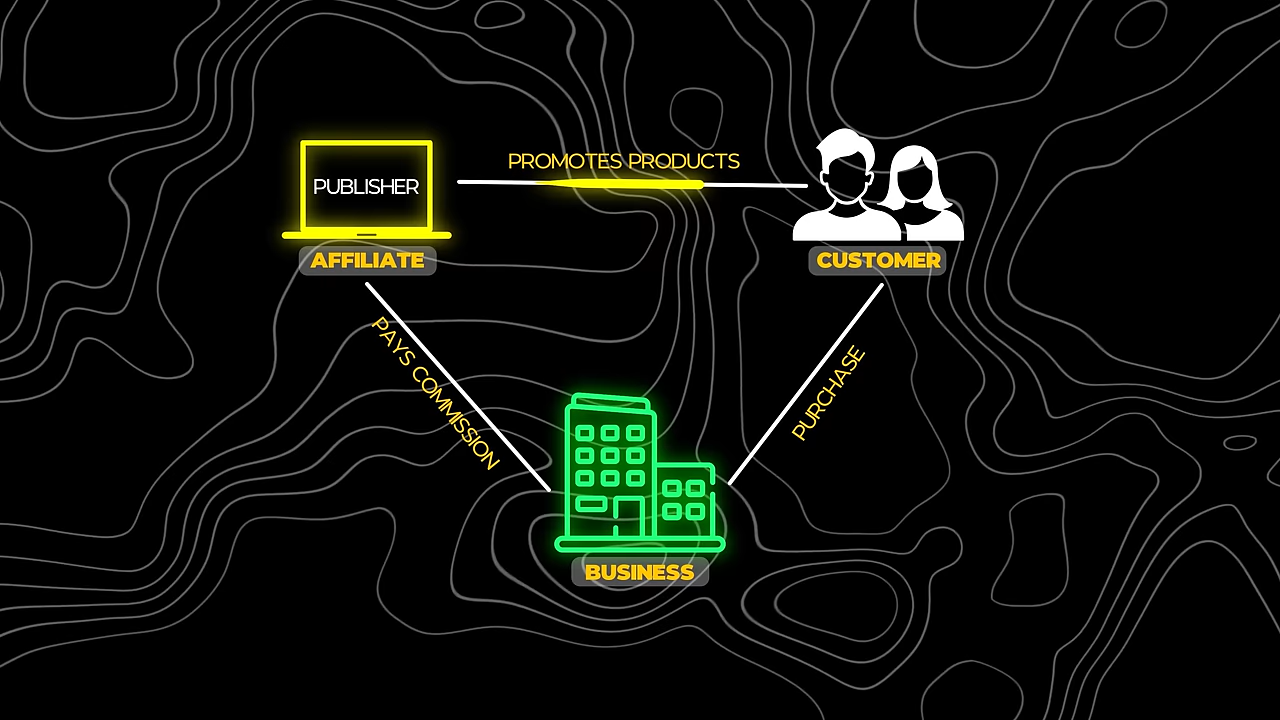 PROMOTES PRODUCTS
PUBLISHER
AFFILIATE
CUSTOMER
PAYS COMMISSION
PURCHASE
BUSINESS